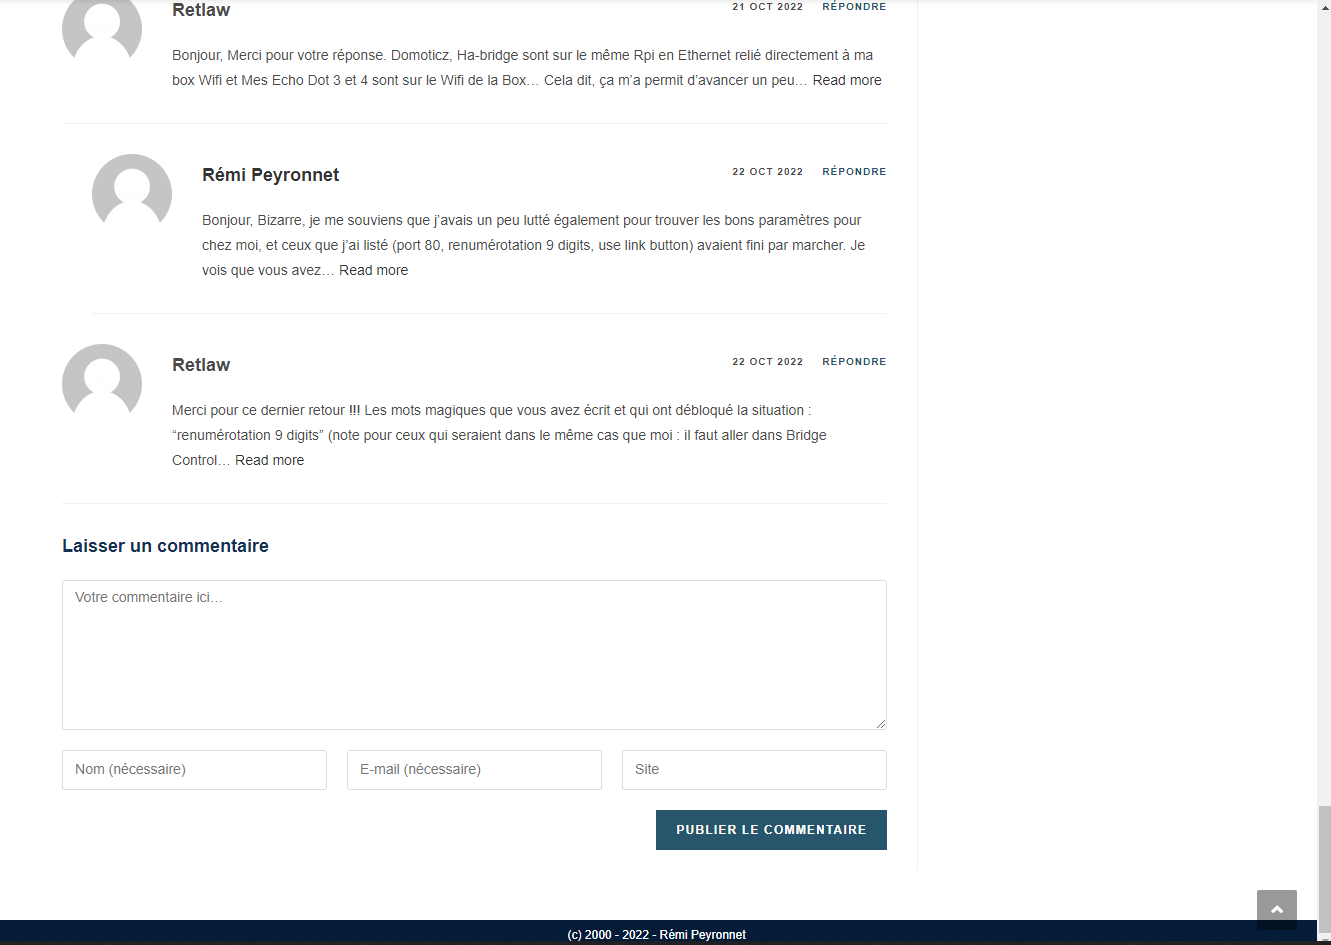 Retlaw
21 OCT 2022 RÉPONDRE
Bonjour, Merci pour votre réponse. Domoticz, Ha-bridge sont sur le même Rpi en Ethernet relié directement à ma
box Wifi et Mes Echo Dot 3 et 4 sont sur le Wifi de la Box… Cela dit, ça m’a permit d’avancer un peu… Read more
Rémi Peyronnet
22 OCT 2022 RÉPONDRE
Bonjour, Bizarre, je me souviens que j’avais un peu lutté également pour trouver les bons paramètres pour
chez moi, et ceux que j’ai listé (port 80, renumérotation 9 digits, use link button) avaient fini par marcher. Je
vois que vous avez… Read more
Retlaw
22 OCT 2022 RÉPONDRE
Merci pour ce dernier retour !!! Les mots magiques que vous avez écrit et qui ont débloqué la situation :
“renumérotation 9 digits” (note pour ceux qui seraient dans le même cas que moi : il faut aller dans Bridge
Control… Read more
Laisser un commentaire
Votre commentaire ici…
Nom (nécessaire)
E-mail (nécessaire)
Site
PUBLIER LE COMMENTAIRE
(c) 2000 - 2022 - Rémi Peyronnet